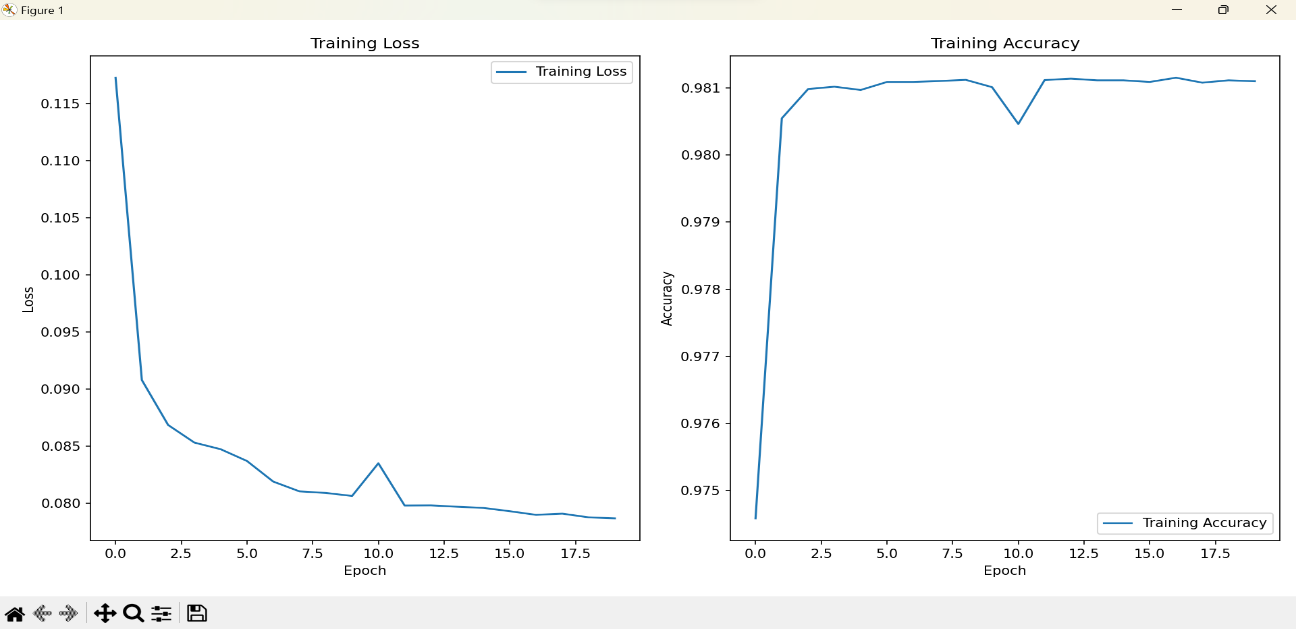 Figure 1
Training Loss
Training Loss
0.115
0.110
0.105
0.100
0.095
0.090
0.085
0.080
Loss
0.0 2.5 5.0 7.5 10.0 12.5 15.0 17.5
Epoch
Training Accuracy
0.981
0.980
0.979
0.978
0.977
0.976
0.975
Accuracy
Training Accuracy
0.0 2.5 5.0 7.5 10.0 12.5 15.0 17.5
Epoch